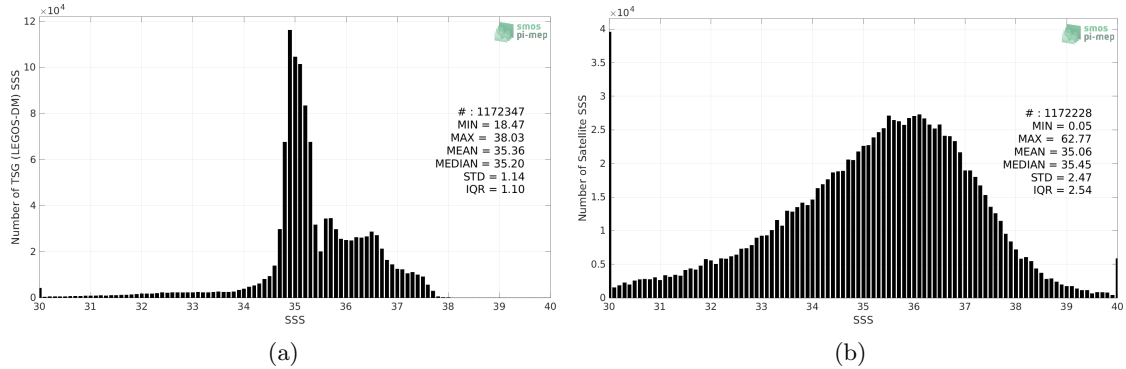 ×10⁴
smos
pi-mep
12
10
8
6
4
2
0
Number of TSG (LEGOS-DM) SSS
# : 1172347
MIN = 18.47
MAX = 38.03
MEAN = 35.36
MEDIAN = 35.20
STD = 1.14
IQR = 1.10
30 31 32 33 34 35 36 37 38 39 40
SSS
(a)
×10⁴
smos
pi-mep
4
3.5
3
2.5
2
1.5
1
0.5
0
Number of Satellite SSS
# : 1172228
MIN = 0.05
MAX = 62.77
MEAN = 35.06
MEDIAN = 35.45
STD = 2.47
IQR = 2.54
30 31 32 33 34 35 36 37 38 39 40
SSS
(b)